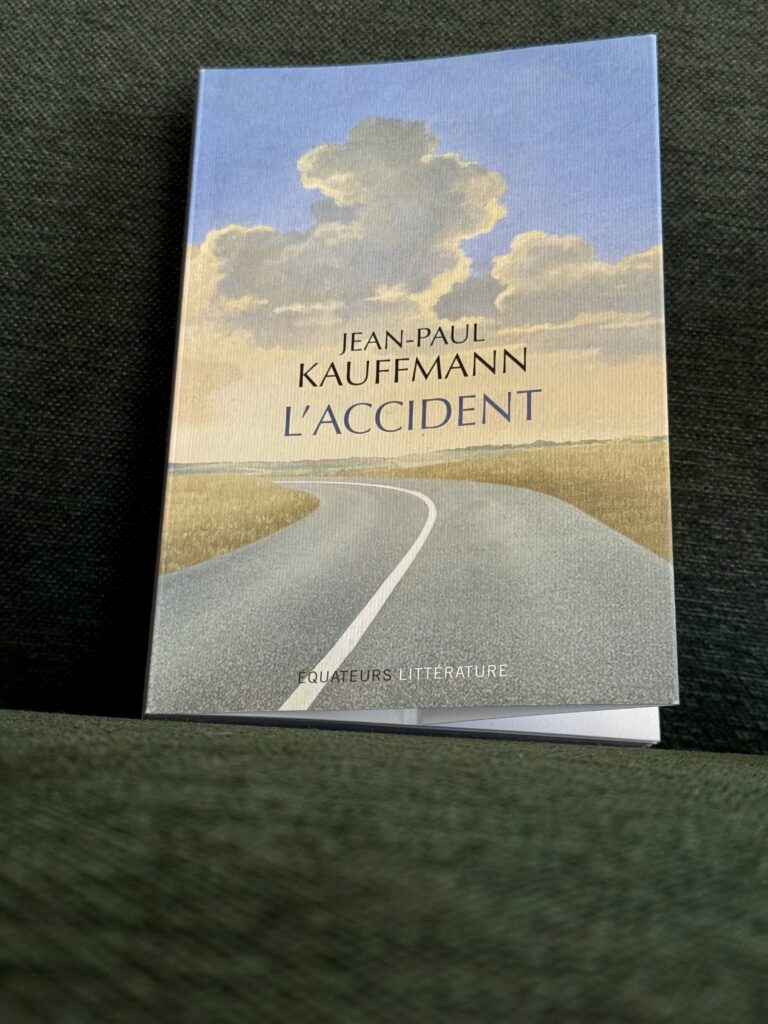 JEAN-PAUL
KAUFFMANN
L'ACCIDENT
ÉQUATEURS LITTÉRATURE